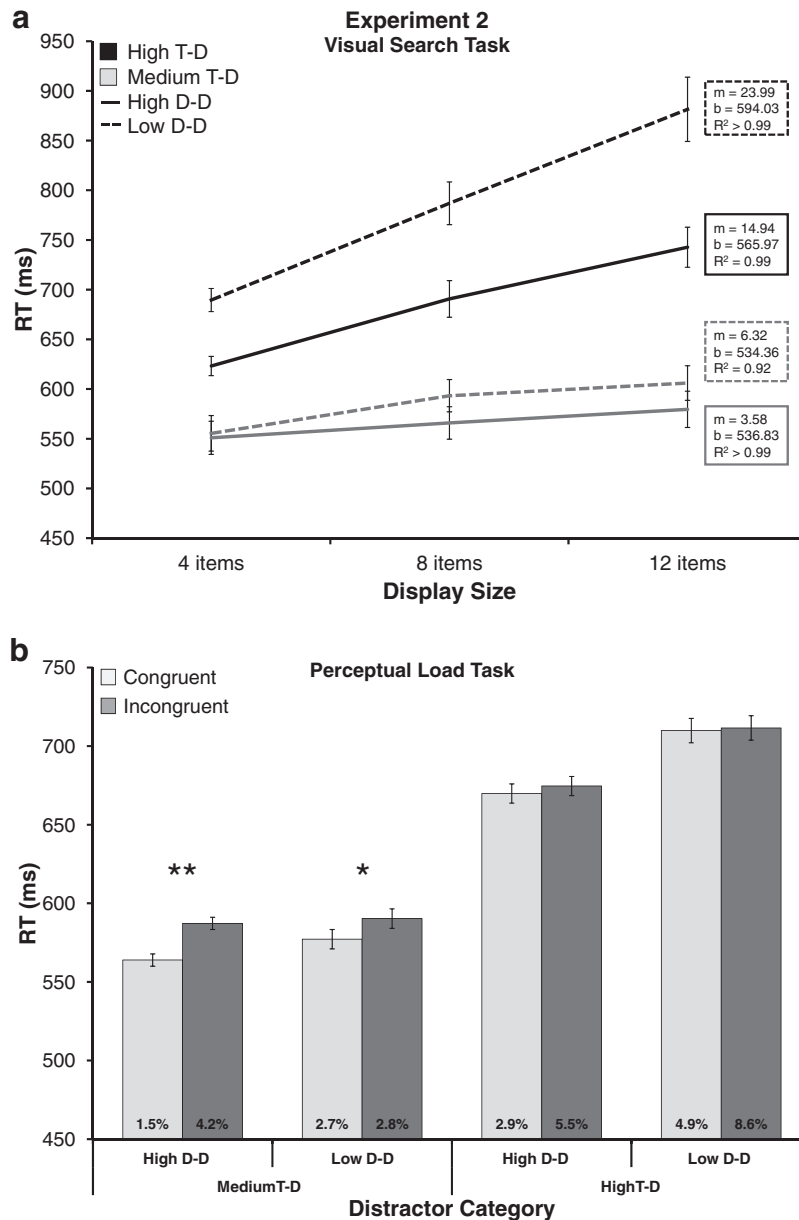 a
Experiment 2
Visual Search Task
950
900
850
800
750
700
650
600
550
500
450
RT (ms)
High T-D
Medium T-D
High D-D
Low D-D
m = 23.99
b = 594.03
R² > 0.99
m = 14.94
b = 565.97
R² = 0.99
m = 6.32
b = 534.36
R² = 0.92
m = 3.58
b = 536.83
R² > 0.99
4 items 8 items 12 items
Display Size
b
Perceptual Load Task
Congruent
Incongruent
750
700
650
600
550
500
450
RT (ms)
** *
1.5% 4.2% 2.7% 2.8% 2.9% 5.5% 4.9% 8.6%
High D-D Low D-D High D-D Low D-D
MediumT-D HighT-D
Distractor Category